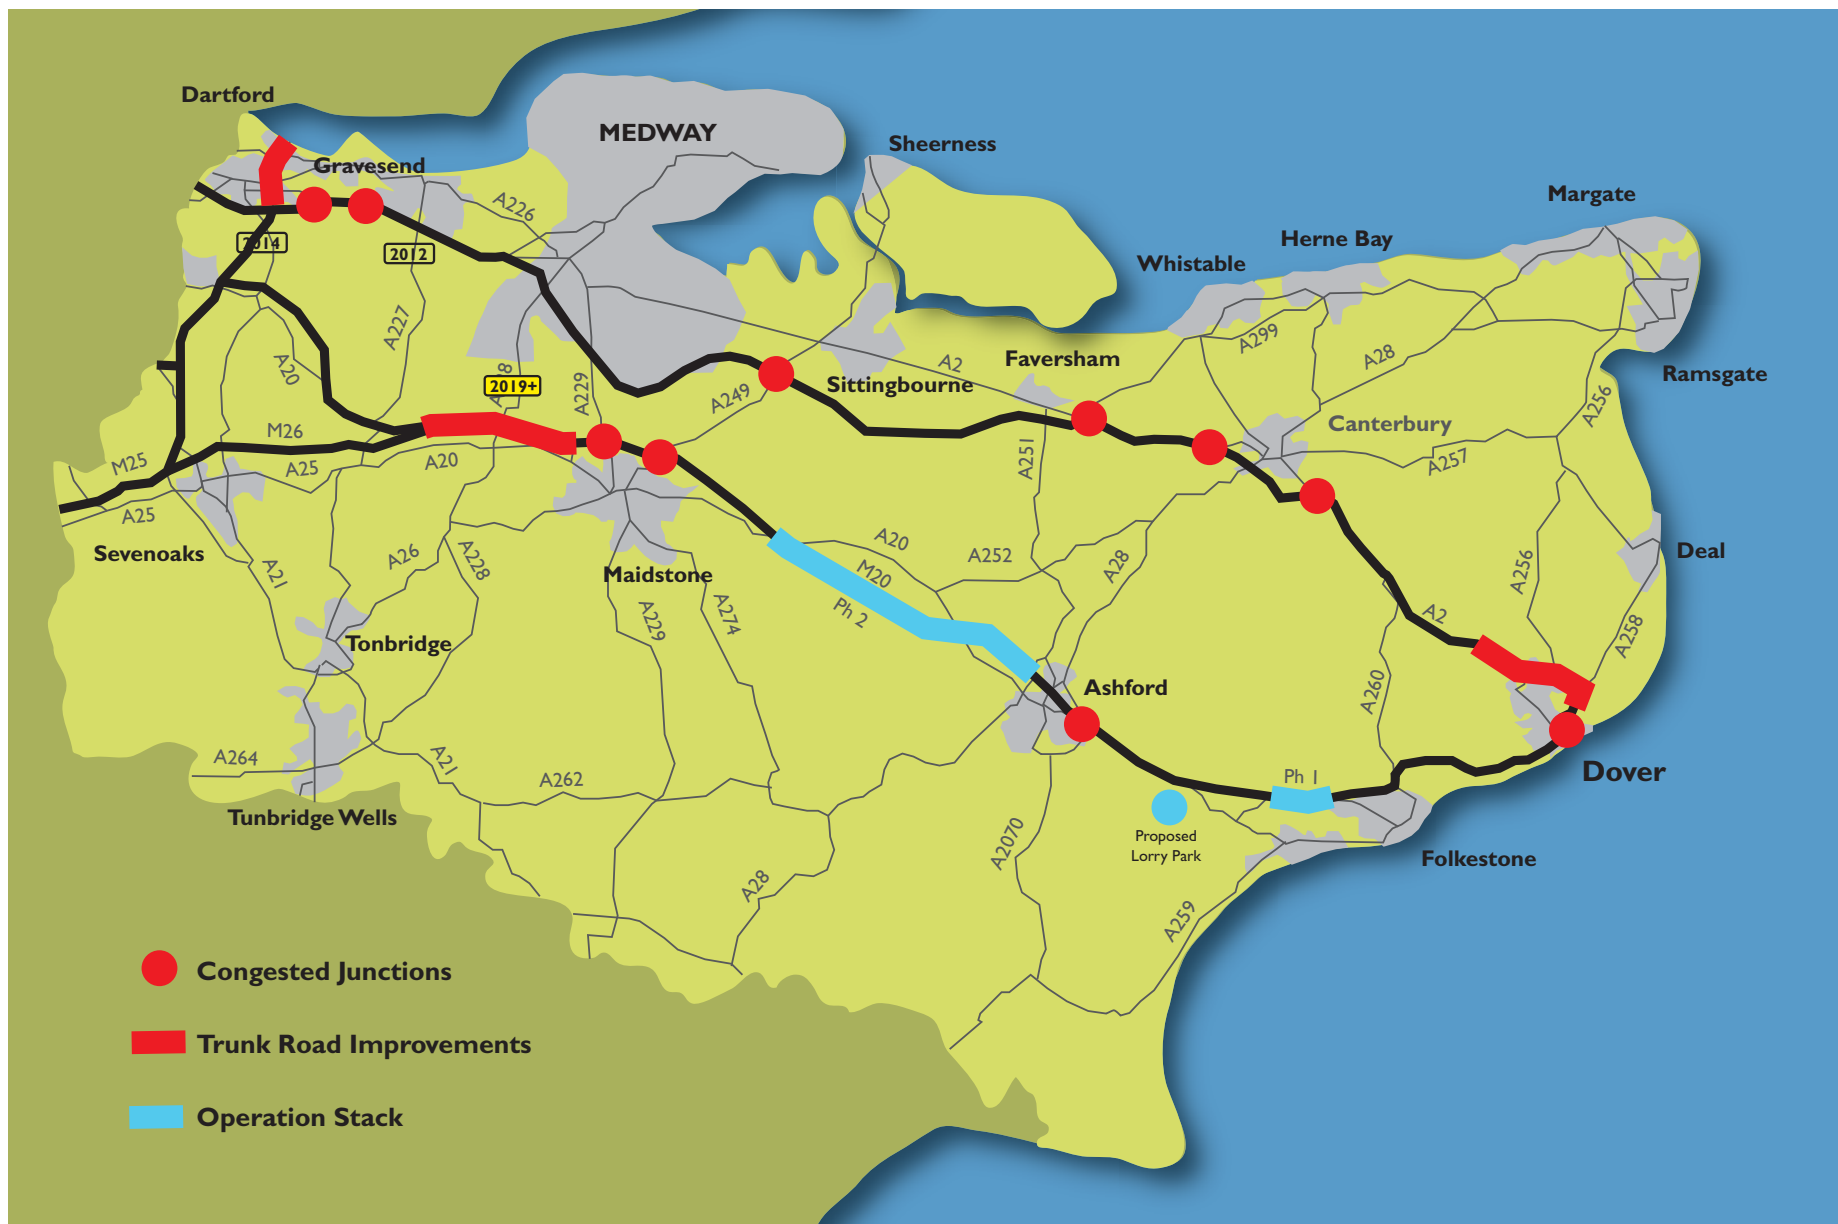 Dartford
MEDWAY
Sheerness
Gravesend
Margate
A226
Herne Bay
2014
2012
Whistable
A227
A299
A20
A2
Faversham
A28
Ramsgate
2019+
A229
A249
Sittingbourne
A256
Canterbury
M26
M25
A25
A20
A251
A257
A25
Sevenoaks
A21
A26
A228
A20
A252
A28
Deal
Maidstone
M20
A256
A229
A274
Ph 2
A2
A258
Tonbridge
Ashford
A260
A264
A21
A262
Ph 1
Dover
Tunbridge Wells
Proposed
Lorry Park
A2070
Folkestone
A28
A259
Congested Junctions
Trunk Road Improvements
Operation Stack